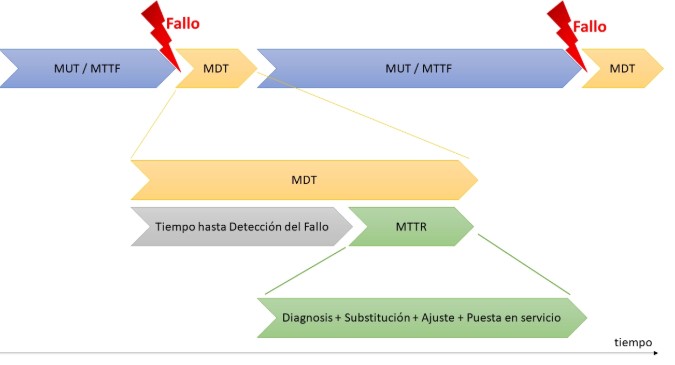 Fallo
Fallo
MUT / MTTF
MDT
MUT / MTTF
MDT
MDT
Tiempo hasta Detección del Fallo
MTTR
Diagnosis + Substitución + Ajuste + Puesta en servicio
tiempo